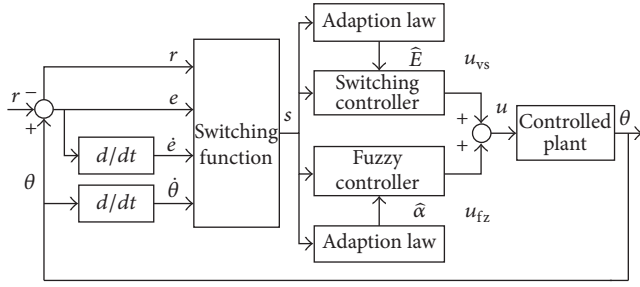 Adaption law
r
Ê
u_vs
Switching
controller
r
−
e
s
+
u
θ
+
Switching
function
Controlled
plant
+
d/dt
ė
Fuzzy
controller
θ
d/dt
θ̇
α̂
u_fz
Adaption law